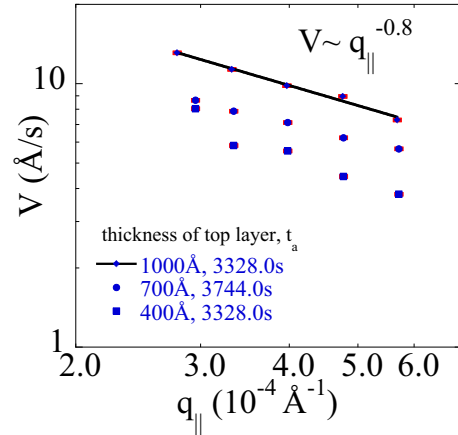 V~ q||^-0.8
10
V (Å/s)
thickness of top layer, t_a
1000Å, 3328.0s
700Å, 3744.0s
400Å, 3328.0s
1
2.0 3.0 4.0 5.0 6.0
q|| (10^-4 Å^-1)